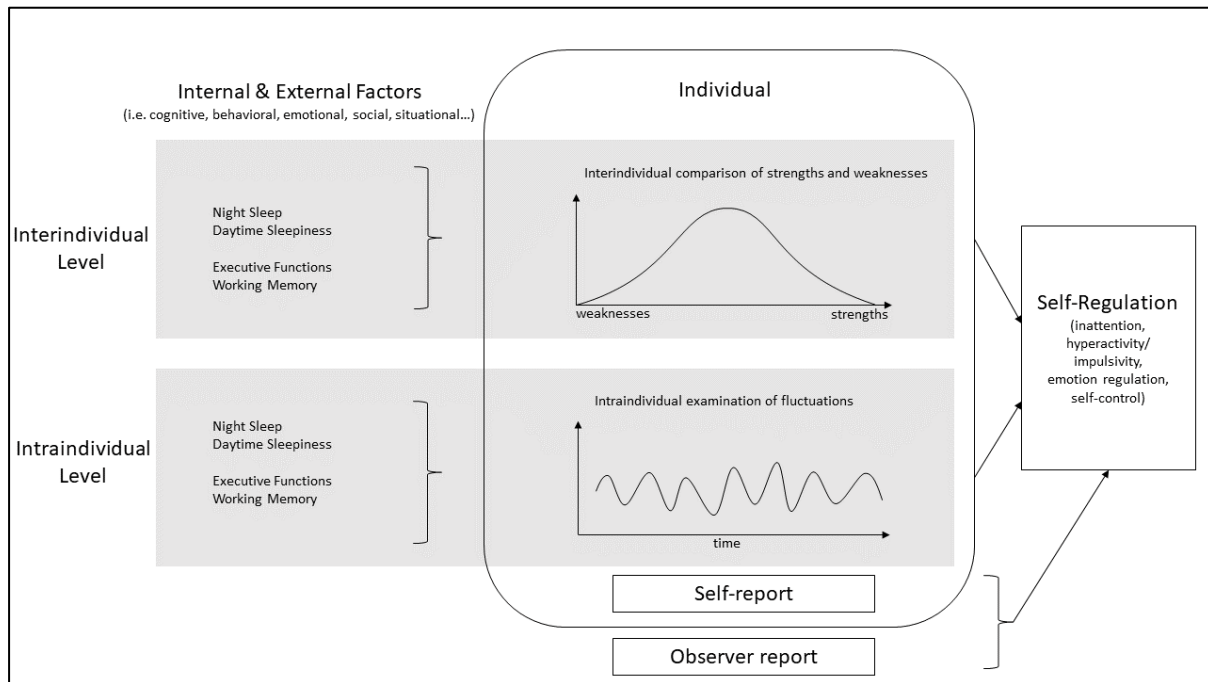 Internal & External Factors
(i.e. cognitive, behavioral, emotional, social, situational…)
Individual
Interindividual
Level
Night Sleep
Daytime Sleepiness
Executive Functions
Working Memory
Interindividual comparison of strengths and weaknesses
weaknesses
strengths
Intraindividual
Level
Night Sleep
Daytime Sleepiness
Executive Functions
Working Memory
Intraindividual examination of fluctuations
time
Self-report
Observer report
Self-Regulation
(inattention,
hyperactivity/
impulsivity,
emotion regulation,
self-control)